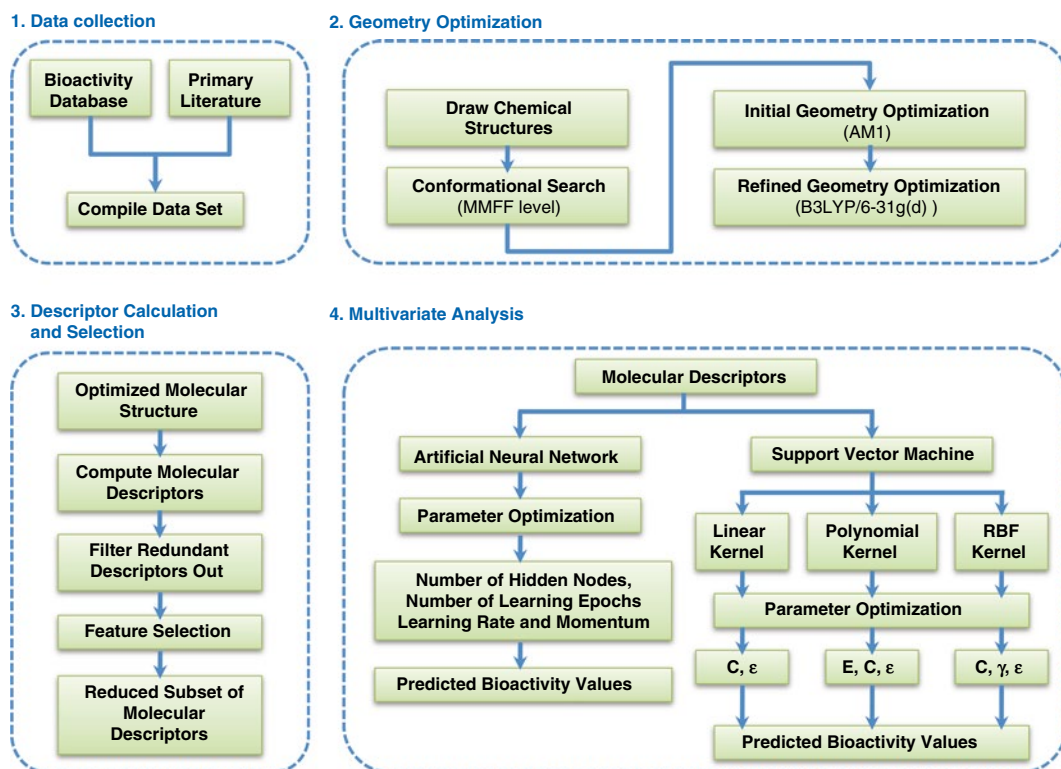 1. Data collection
Bioactivity
Database
Primary
Literature
Compile Data Set
2. Geometry Optimization
Draw Chemical
Structures
Conformational Search
(MMFF level)
Initial Geometry Optimization
(AM1)
Refined Geometry Optimization
(B3LYP/6-31g(d) )
3. Descriptor Calculation
and Selection
Optimized Molecular
Structure
Compute Molecular
Descriptors
Filter Redundant
Descriptors Out
Feature Selection
Reduced Subset of
Molecular
Descriptors
4. Multivariate Analysis
Molecular Descriptors
Artificial Neural Network
Parameter Optimization
Number of Hidden Nodes,
Number of Learning Epochs
Learning Rate and Momentum
Predicted Bioactivity Values
Support Vector Machine
Linear
Kernel
Polynomial
Kernel
RBF
Kernel
Parameter Optimization
C, ε
E, C, ε
C, γ, ε
Predicted Bioactivity Values